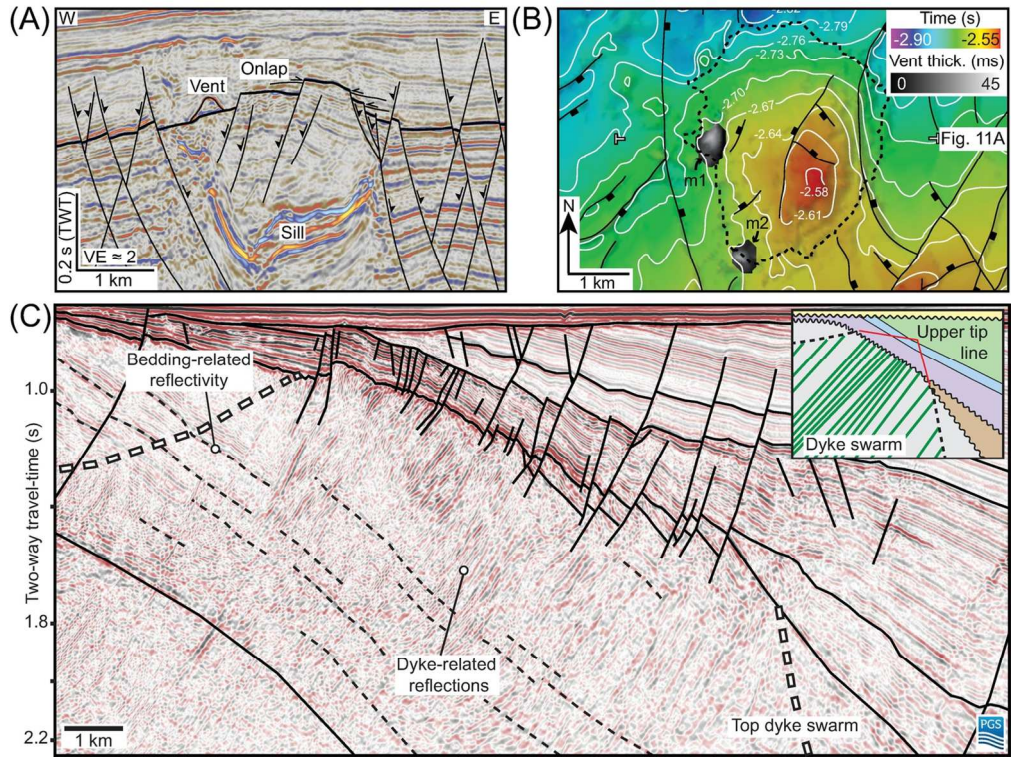 (A)
W
E
Vent
Onlap
Sill
0.2 s (TWT)
VE ≈ 2
1 km
(B)
-2.82
-2.79
-2.76
-2.73
-2.70
-2.67
-2.64
-2.58
-2.61
Time (s)
-2.90
-2.55
Vent thick. (ms)
0
45
Fig. 11A
m1
m2
N
1 km
(C)
Bedding-related
reflectivity
1.0
Two-way travel-time (s)
1.8
2.2
Dyke-related
reflections
Top dyke swarm
1 km
Upper tip
line
Dyke swarm
PGS